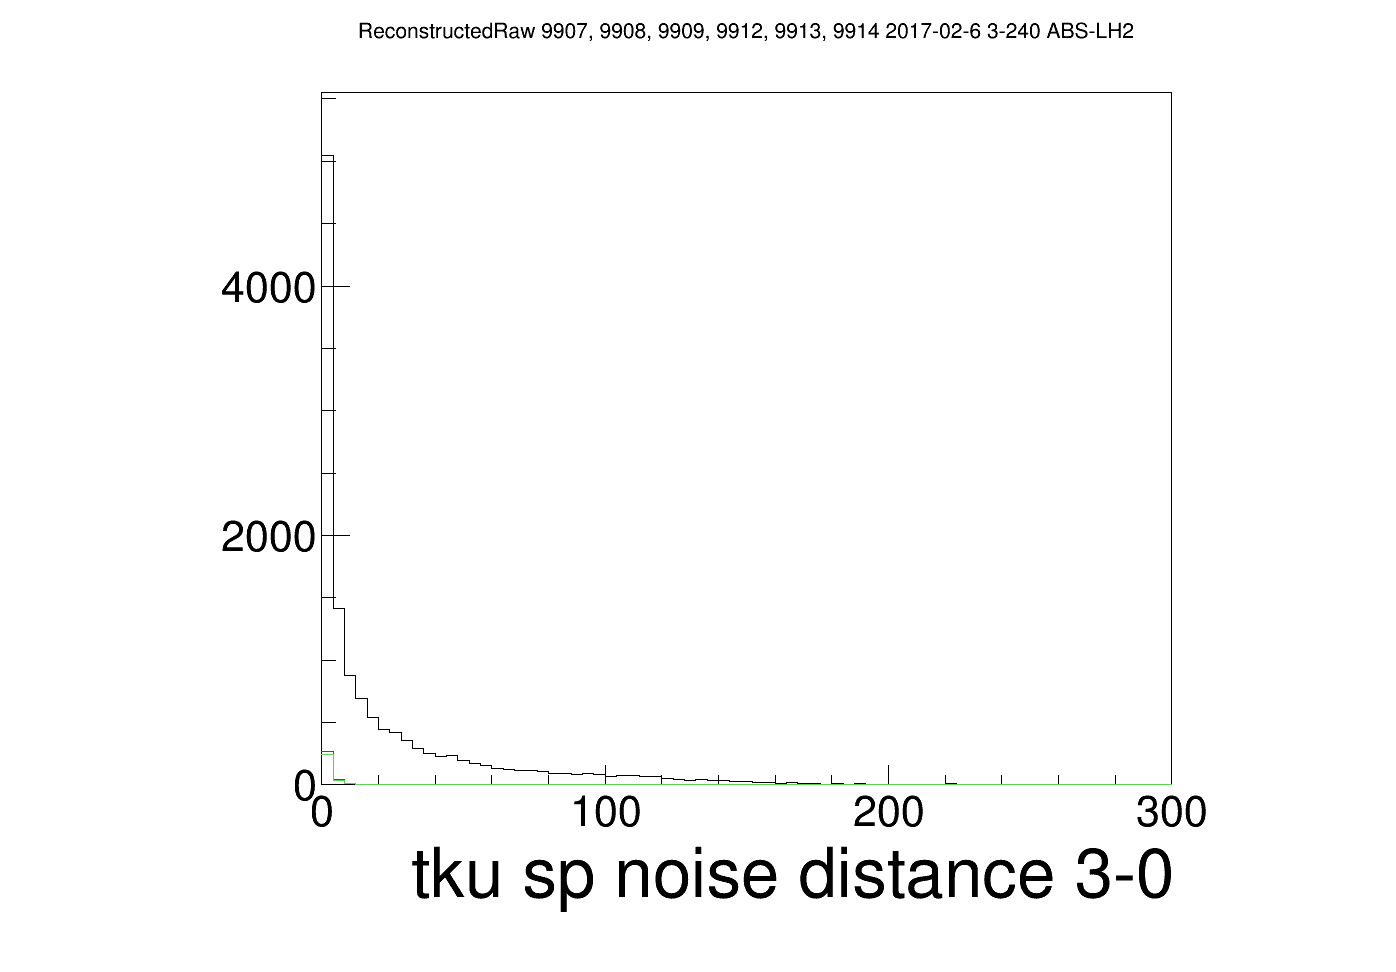 ReconstructedRaw 9907, 9908, 9909, 9912, 9913, 9914 2017-02-6 3-240 ABS-LH2
4000
2000
0
0 100 200 300
tku sp noise distance 3-0